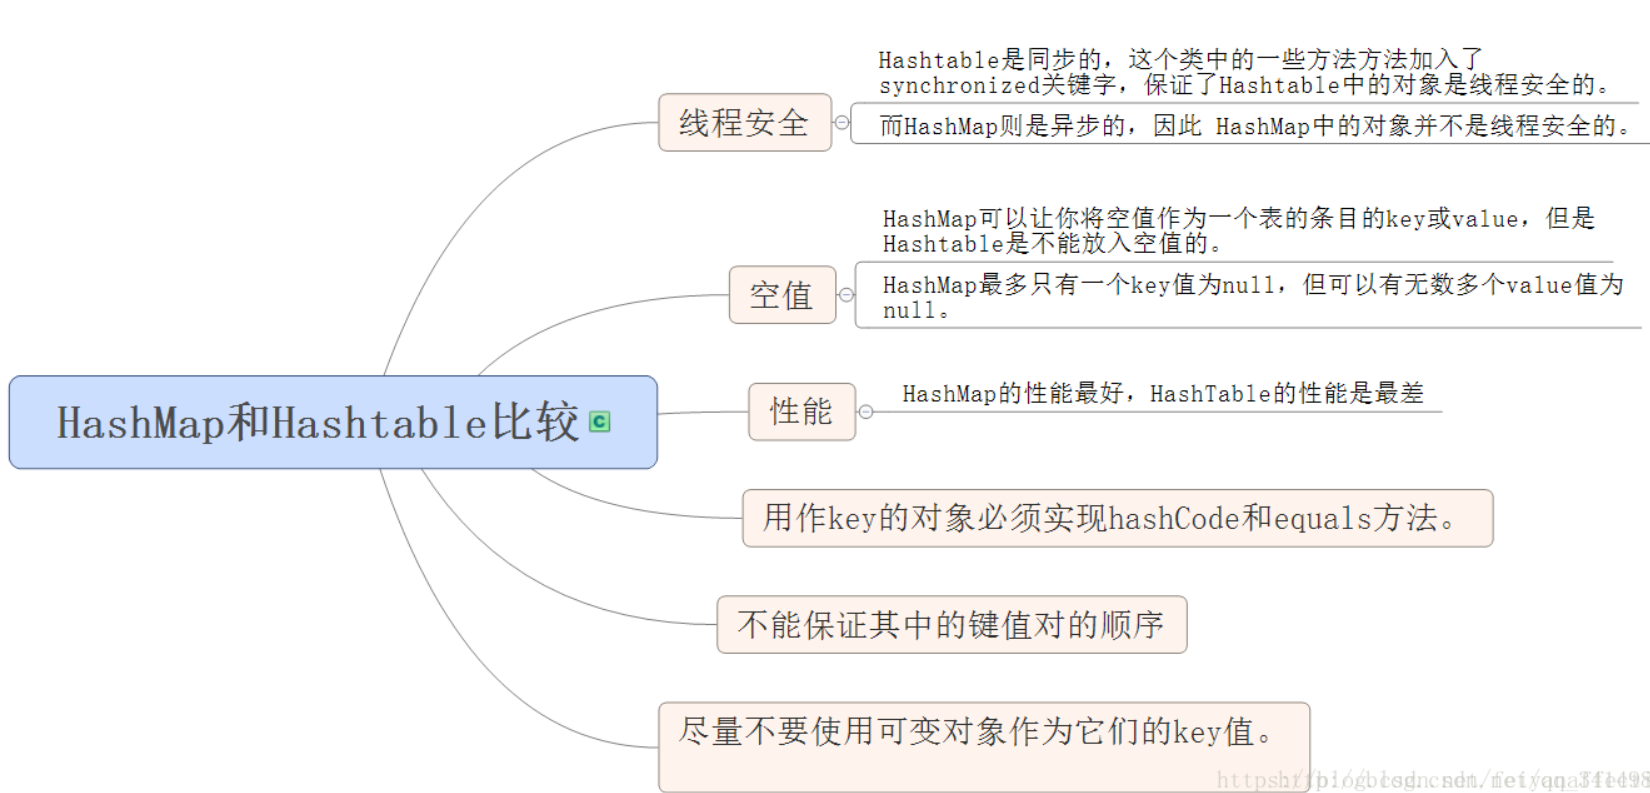 Hashtable是同步的，这个类中的一些方法方法加入了
synchronized关键字，保证了Hashtable中的对象是线程安全的。
线程安全
而HashMap则是异步的，因此 HashMap中的对象并不是线程安全的。
HashMap可以让你将空值作为一个表的条目的key或value，但是
Hashtable是不能放入空值的。
空值
HashMap最多只有一个key值为null，但可以有无数多个value值为
null。
HashMap和Hashtable比较
C
性能
HashMap的性能最好，HashTable的性能是最差
用作key的对象必须实现hashCode和equals方法。
不能保证其中的键值对的顺序
尽量不要使用可变对象作为它们的key值。